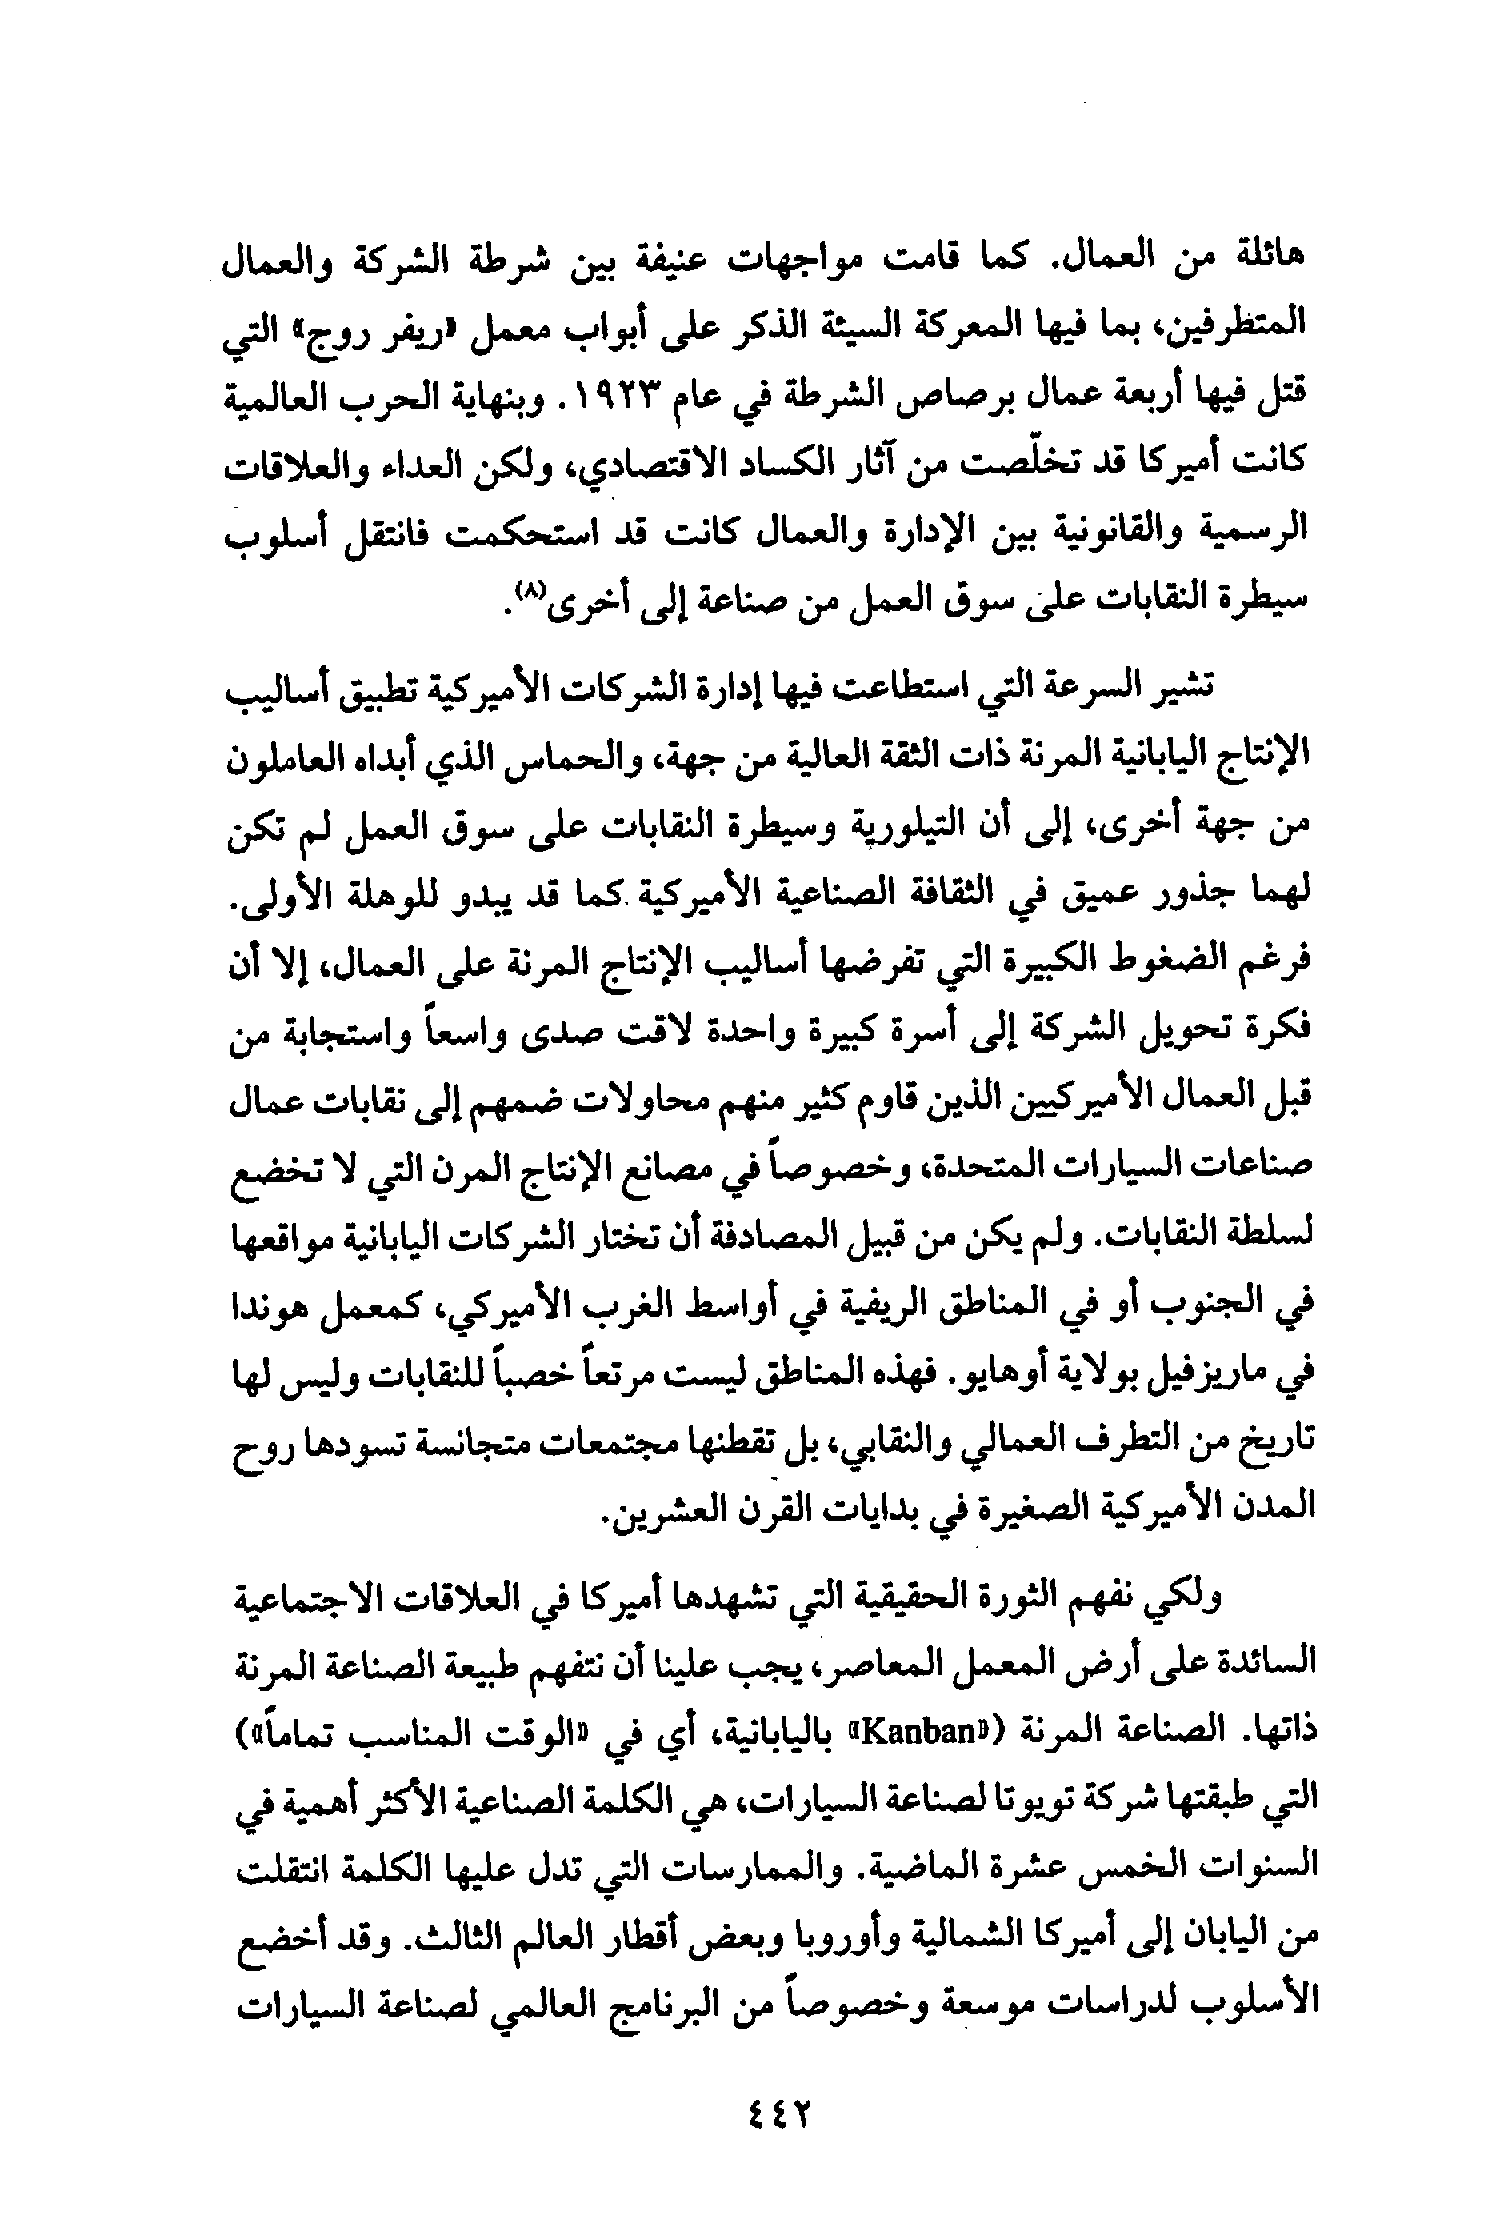 هائلة من العمال. كما قامت مواجهات عنيفة بين شرطة الشركة والعمال
المتظرفين، بما فيها المعركة السيئة الذكر على أبواب معمل «ريفر روج» التي
قتل فيها أربعة عمال برصاص الشرطة في عام ١٩٢٣. وبنهاية الحرب العالمية
كانت أميركا قد تخلّصت من آثار الكساد الاقتصادي، ولكن العداء والعلاقات
الرسمية والقانونية بين الإدارة والعمال كانت قد استحكمت فانتقل أسلوب
سيطرة النقابات على سوق العمل من صناعة إلى أخرى(٨).
تشير السرعة التي استطاعت فيها إدارة الشركات الأميركية تطبيق أساليب
الإنتاج اليابانية المرنة ذات الثقة العالية من جهة، والحماس الذي أبداه العاملون
من جهة أخرى، إلى أن التيلورية وسيطرة النقابات على سوق العمل لم تكن
لهما جذور عميق في الثقافة الصناعية الأميركية كما قد يبدو للوهلة الأولى.
فرغم الضغوط الكبيرة التي تفرضها أساليب الإنتاج المرنة على العمال، إلا أن
فكرة تحويل الشركة إلى أسرة كبيرة واحدة لاقت صدى واسعاً واستجابة من
قبل العمال الأميركيين الذين قاوم كثير منهم محاولات ضمهم إلى نقابات عمال
صناعات السيارات المتحدة، وخصوصاً في مصانع الإنتاج المرن التي لا تخضع
لسلطة النقابات. ولم يكن من قبيل المصادفة أن تختار الشركات اليابانية مواقعها
في الجنوب أو في المناطق الريفية في أواسط الغرب الأميركي، كمعمل هوندا
في ماريزفيل بولاية أوهايو. فهذه المناطق ليست مرتعاً خصباً للنقابات وليس لها
تاريخ من التطرف العمالي والنقابي، بل تقطنها مجتمعات متجانسة تسودها روح
المدن الأميركية الصغيرة في بدايات القرن العشرين.
ولكي نفهم الثورة الحقيقية التي تشهدها أميركا في العلاقات الاجتماعية
السائدة على أرض المعمل المعاصر، يجب علينا أن نتفهم طبيعة الصناعة المرنة
ذاتها. الصناعة المرنة («Kanban» باليابانية، أي في «الوقت المناسب تماماً»)
التي طبقتها شركة تويوتا لصناعة السيارات، هي الكلمة الصناعية الأكثر أهمية في
السنوات الخمس عشرة الماضية. والممارسات التي تدل عليها الكلمة انتقلت
من اليابان إلى أميركا الشمالية وأوروبا وبعض أقطار العالم الثالث. وقد أخضع
الأسلوب لدراسات موسعة وخصوصاً من البرنامج العالمي لصناعة السيارات
٤٤٢